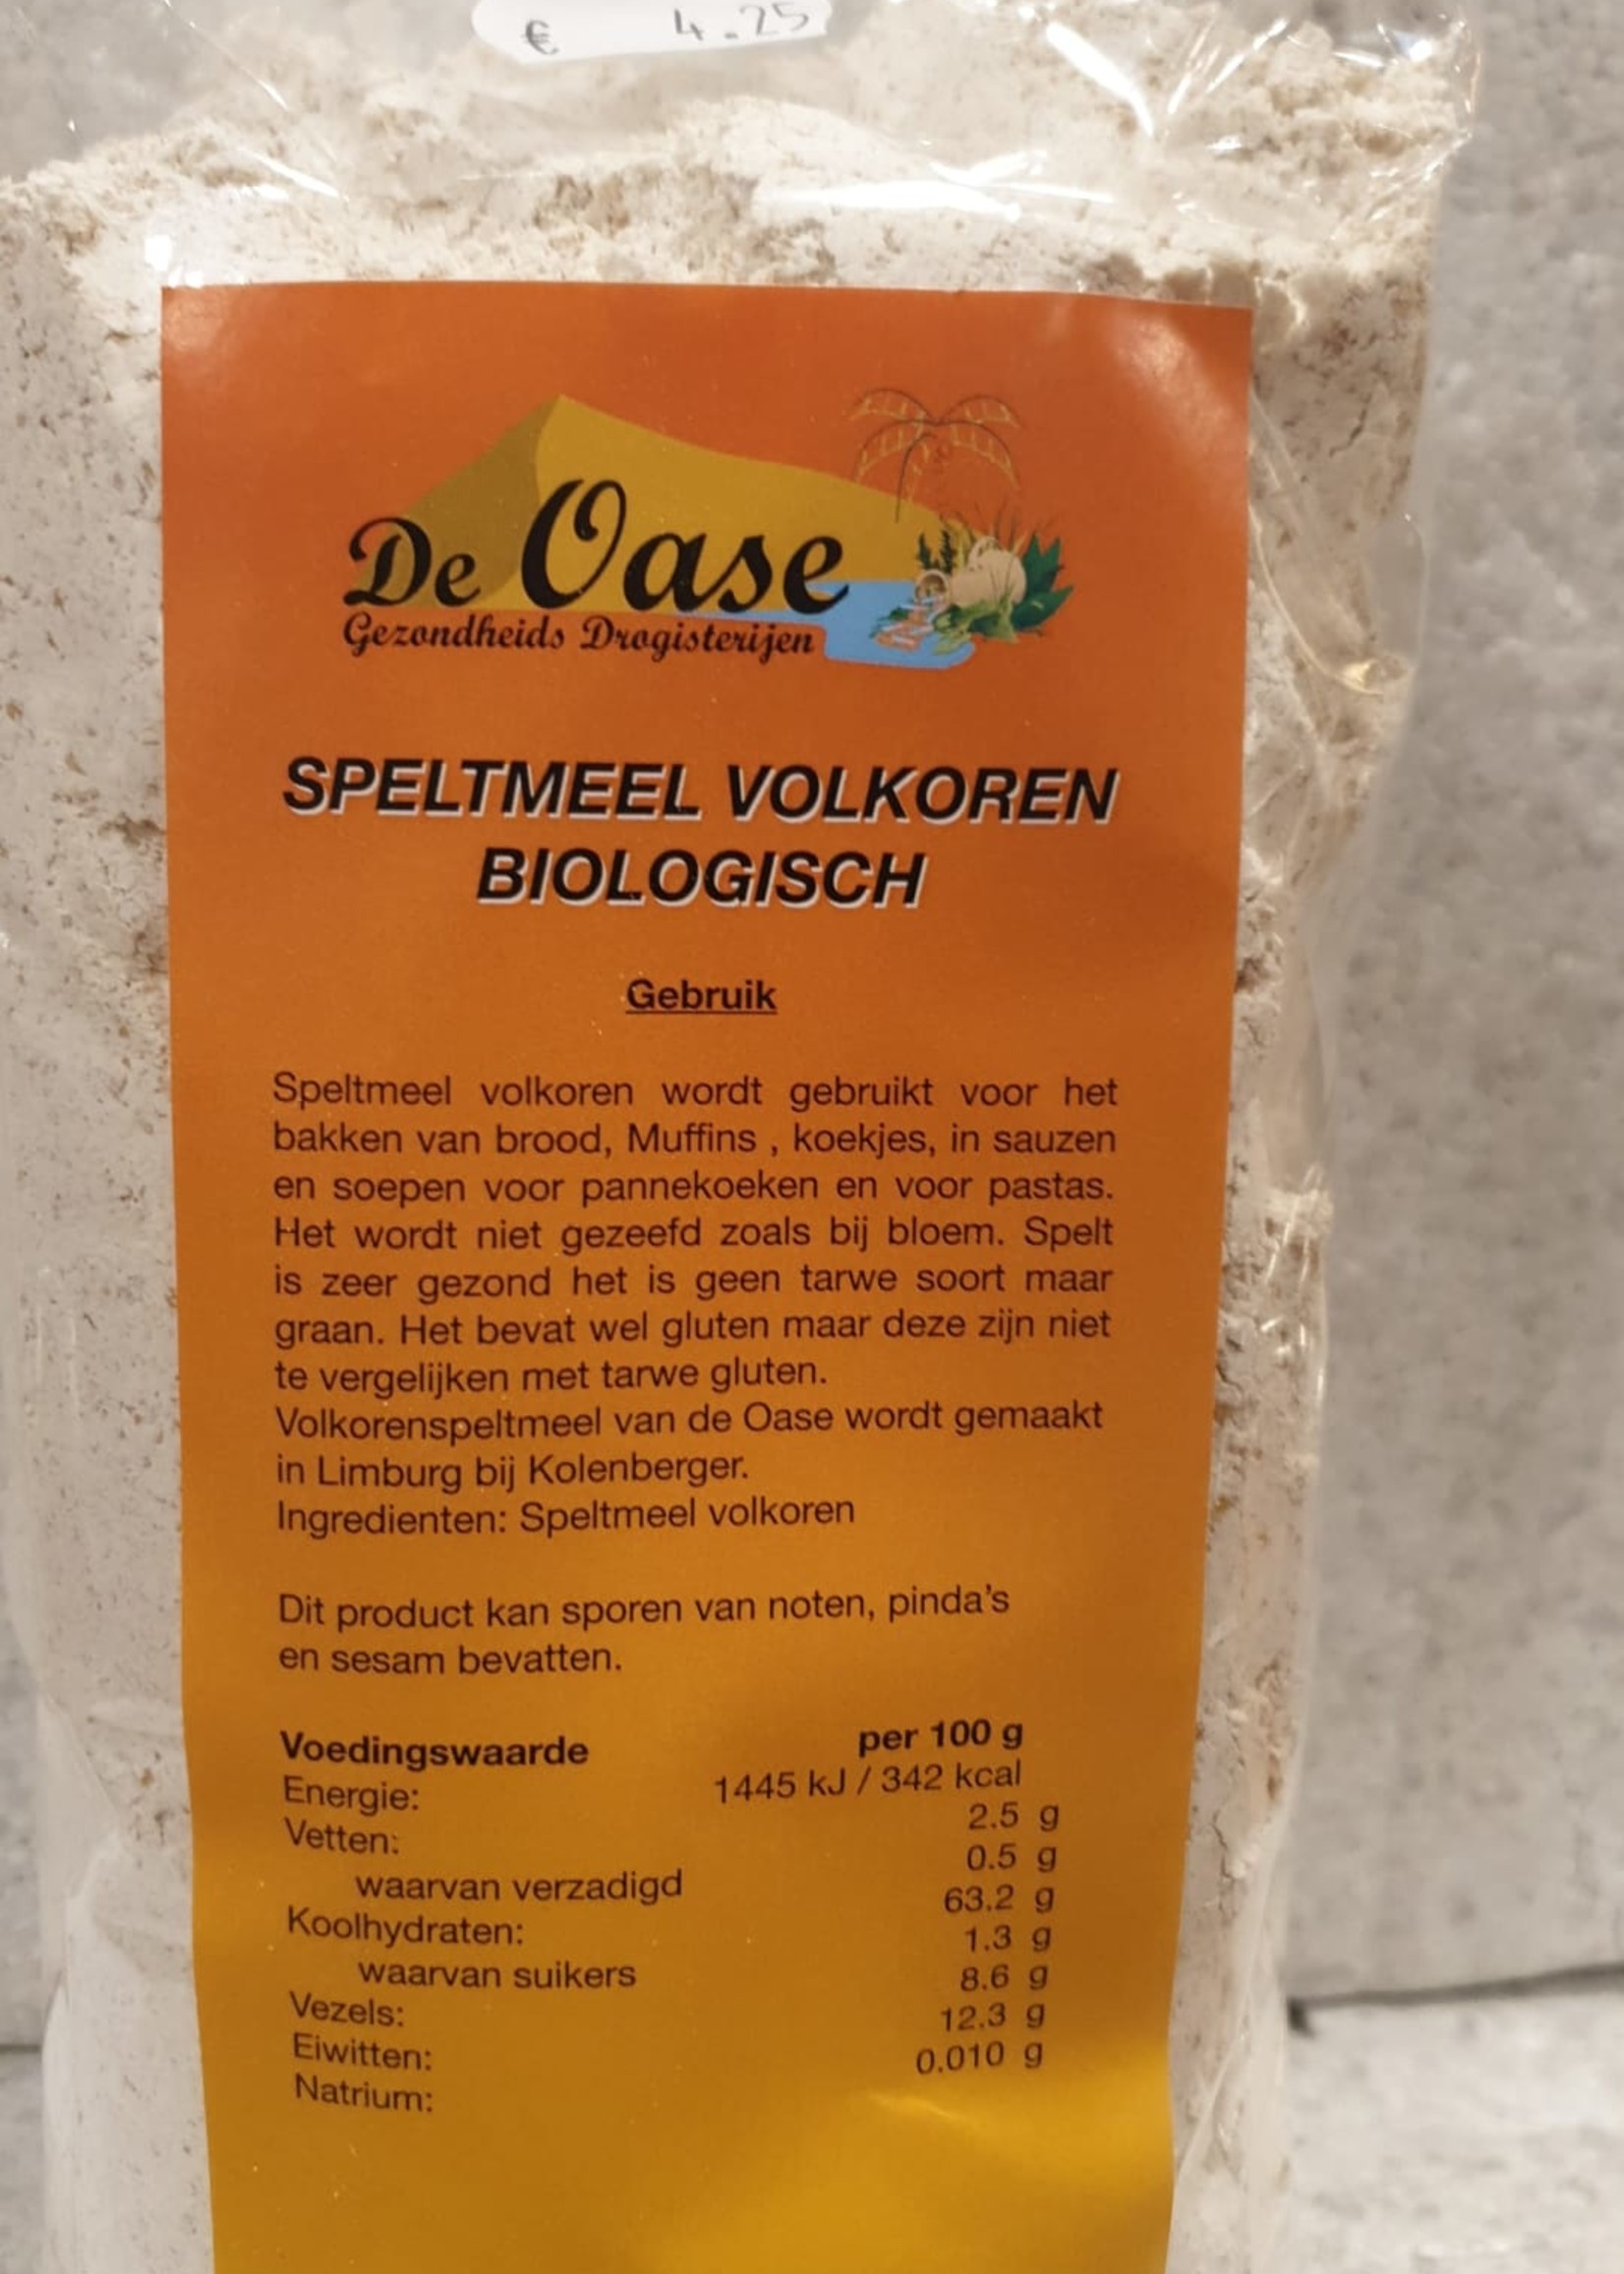 € 4.25
De Oase
Gezondheids Drogisterijen
SPELTMEEL VOLKOREN
BIOLOGISCH
Gebruik
Speltmeel volkoren wordt gebruikt voor het
bakken van brood, Muffins , koekjes, in sauzen
en soepen voor pannekoeken en voor pastas.
Het wordt niet gezeefd zoals bij bloem. Spelt
is zeer gezond het is geen tarwe soort maar
graan. Het bevat wel gluten maar deze zijn niet
te vergelijken met tarwe gluten.
Volkorenspeltmeel van de Oase wordt gemaakt
in Limburg bij Kolenberger.
Ingredienten: Speltmeel volkoren
Dit product kan sporen van noten, pinda's
en sesam bevatten.
Voedingswaarde per 100 g
Energie: 1445 kJ / 342 kcal
Vetten: 2.5 g
waarvan verzadigd 0.5 g
Koolhydraten: 63.2 g
waarvan suikers 1.3 g
Vezels: 8.6 g
Eiwitten: 12.3 g
Natrium: 0.010 g